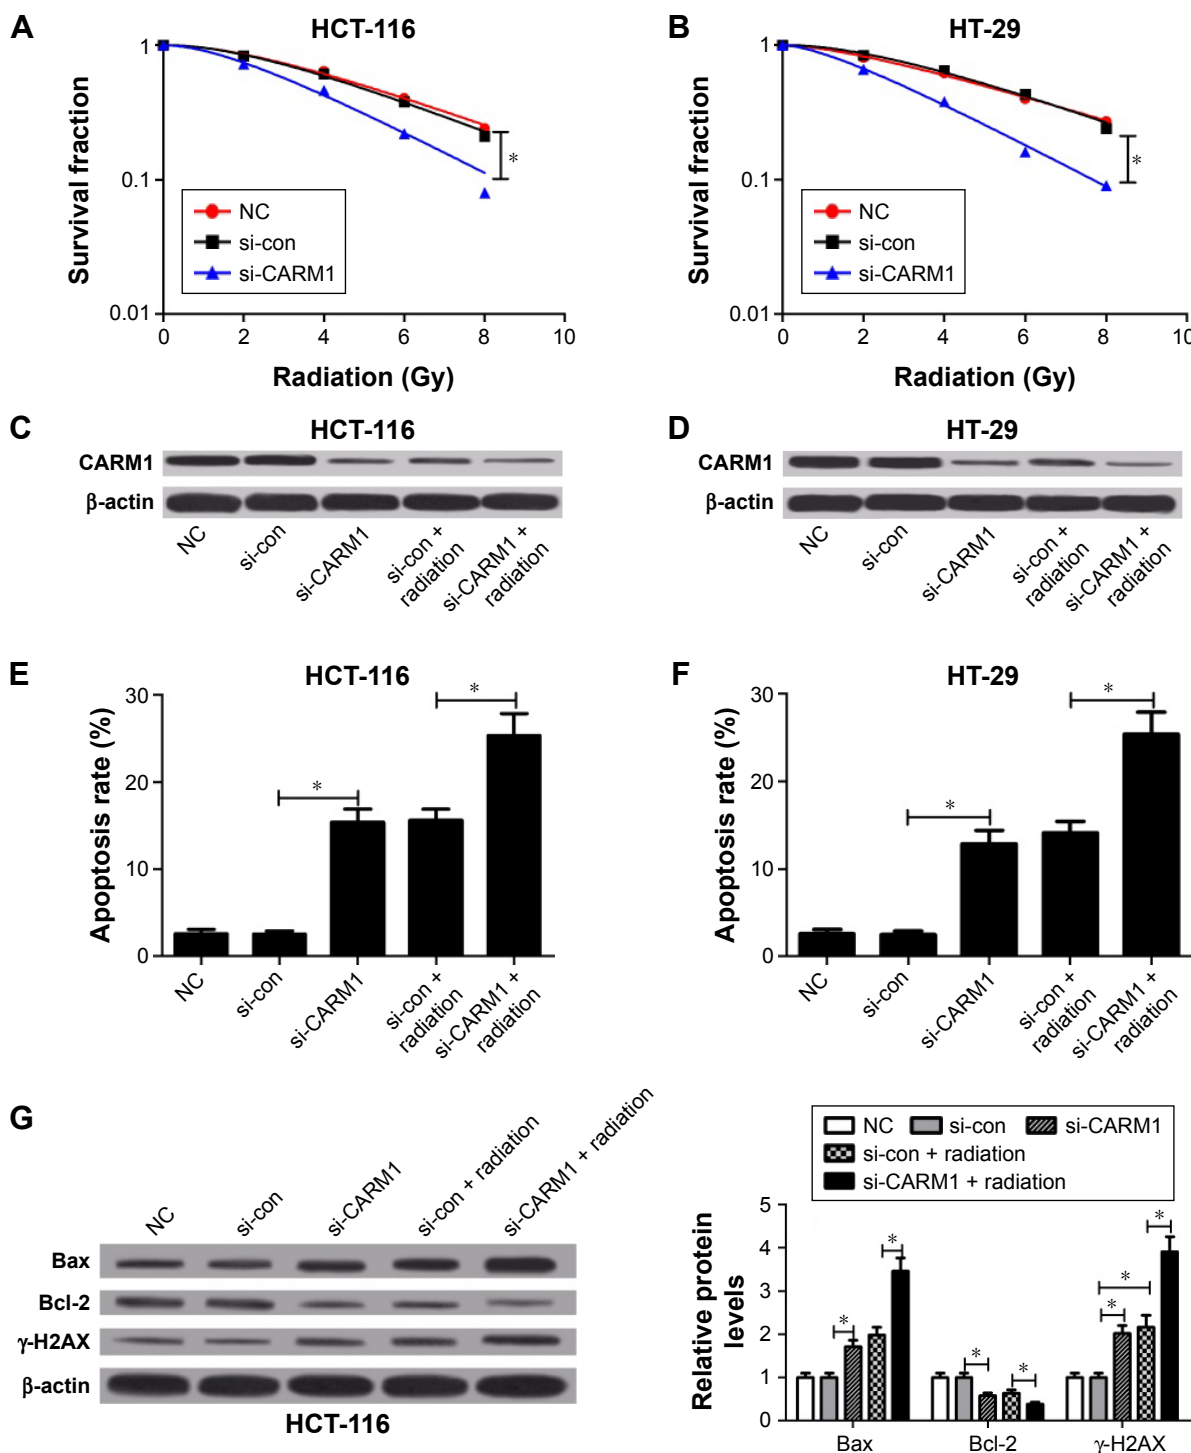 A
HCT-116
1
0.1
0.01
Survival fraction
NC
si-con
si-CARM1
0 2 4 6 8 10
Radiation (Gy)
*
B
HT-29
1
0.1
0.01
Survival fraction
NC
si-con
si-CARM1
0 2 4 6 8 10
Radiation (Gy)
*
C
HCT-116
CARM1
β-actin
NC
si-con
si-CARM1
si-con +
radiation
si-CARM1 +
radiation
D
HT-29
CARM1
β-actin
NC
si-con
si-CARM1
si-con +
radiation
si-CARM1 +
radiation
E
HCT-116
30
20
10
0
Apoptosis rate (%)
*
*
NC
si-con
si-CARM1
si-con +
radiation
si-CARM1 +
radiation
F
HT-29
30
20
10
0
Apoptosis rate (%)
*
*
NC
si-con
si-CARM1
si-con +
radiation
si-CARM1 +
radiation
G
NC
si-con
si-CARM1
si-con + radiation
si-CARM1 + radiation
Bax
Bcl-2
γ-H2AX
β-actin
HCT-116
NC si-con si-CARM1
si-con + radiation
si-CARM1 + radiation
Relative protein
levels
5
4
3
2
1
0
* *
* *
* * *
Bax Bcl-2 γ-H2AX